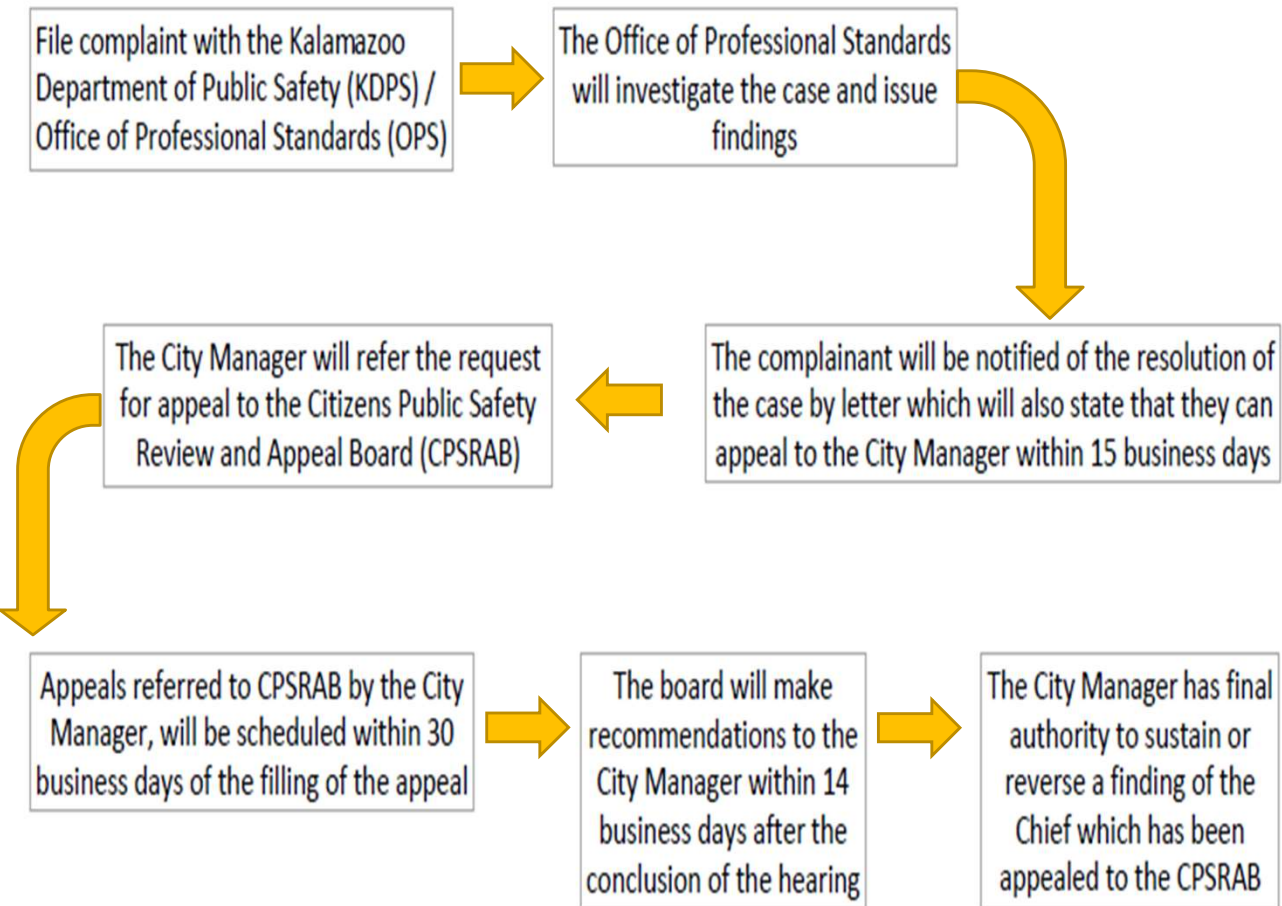 File complaint with the Kalamazoo
Department of Public Safety (KDPS) /
Office of Professional Standards (OPS)
The Office of Professional Standards
will investigate the case and issue
findings
The complainant will be notified of the resolution of
the case by letter which will also state that they can
appeal to the City Manager within 15 business days
The City Manager will refer the request
for appeal to the Citizens Public Safety
Review and Appeal Board (CPSRAB)
Appeals referred to CPSRAB by the City
Manager, will be scheduled within 30
business days of the filling of the appeal
The board will make
recommendations to the
City Manager within 14
business days after the
conclusion of the hearing
The City Manager has final
authority to sustain or
reverse a finding of the
Chief which has been
appealed to the CPSRAB